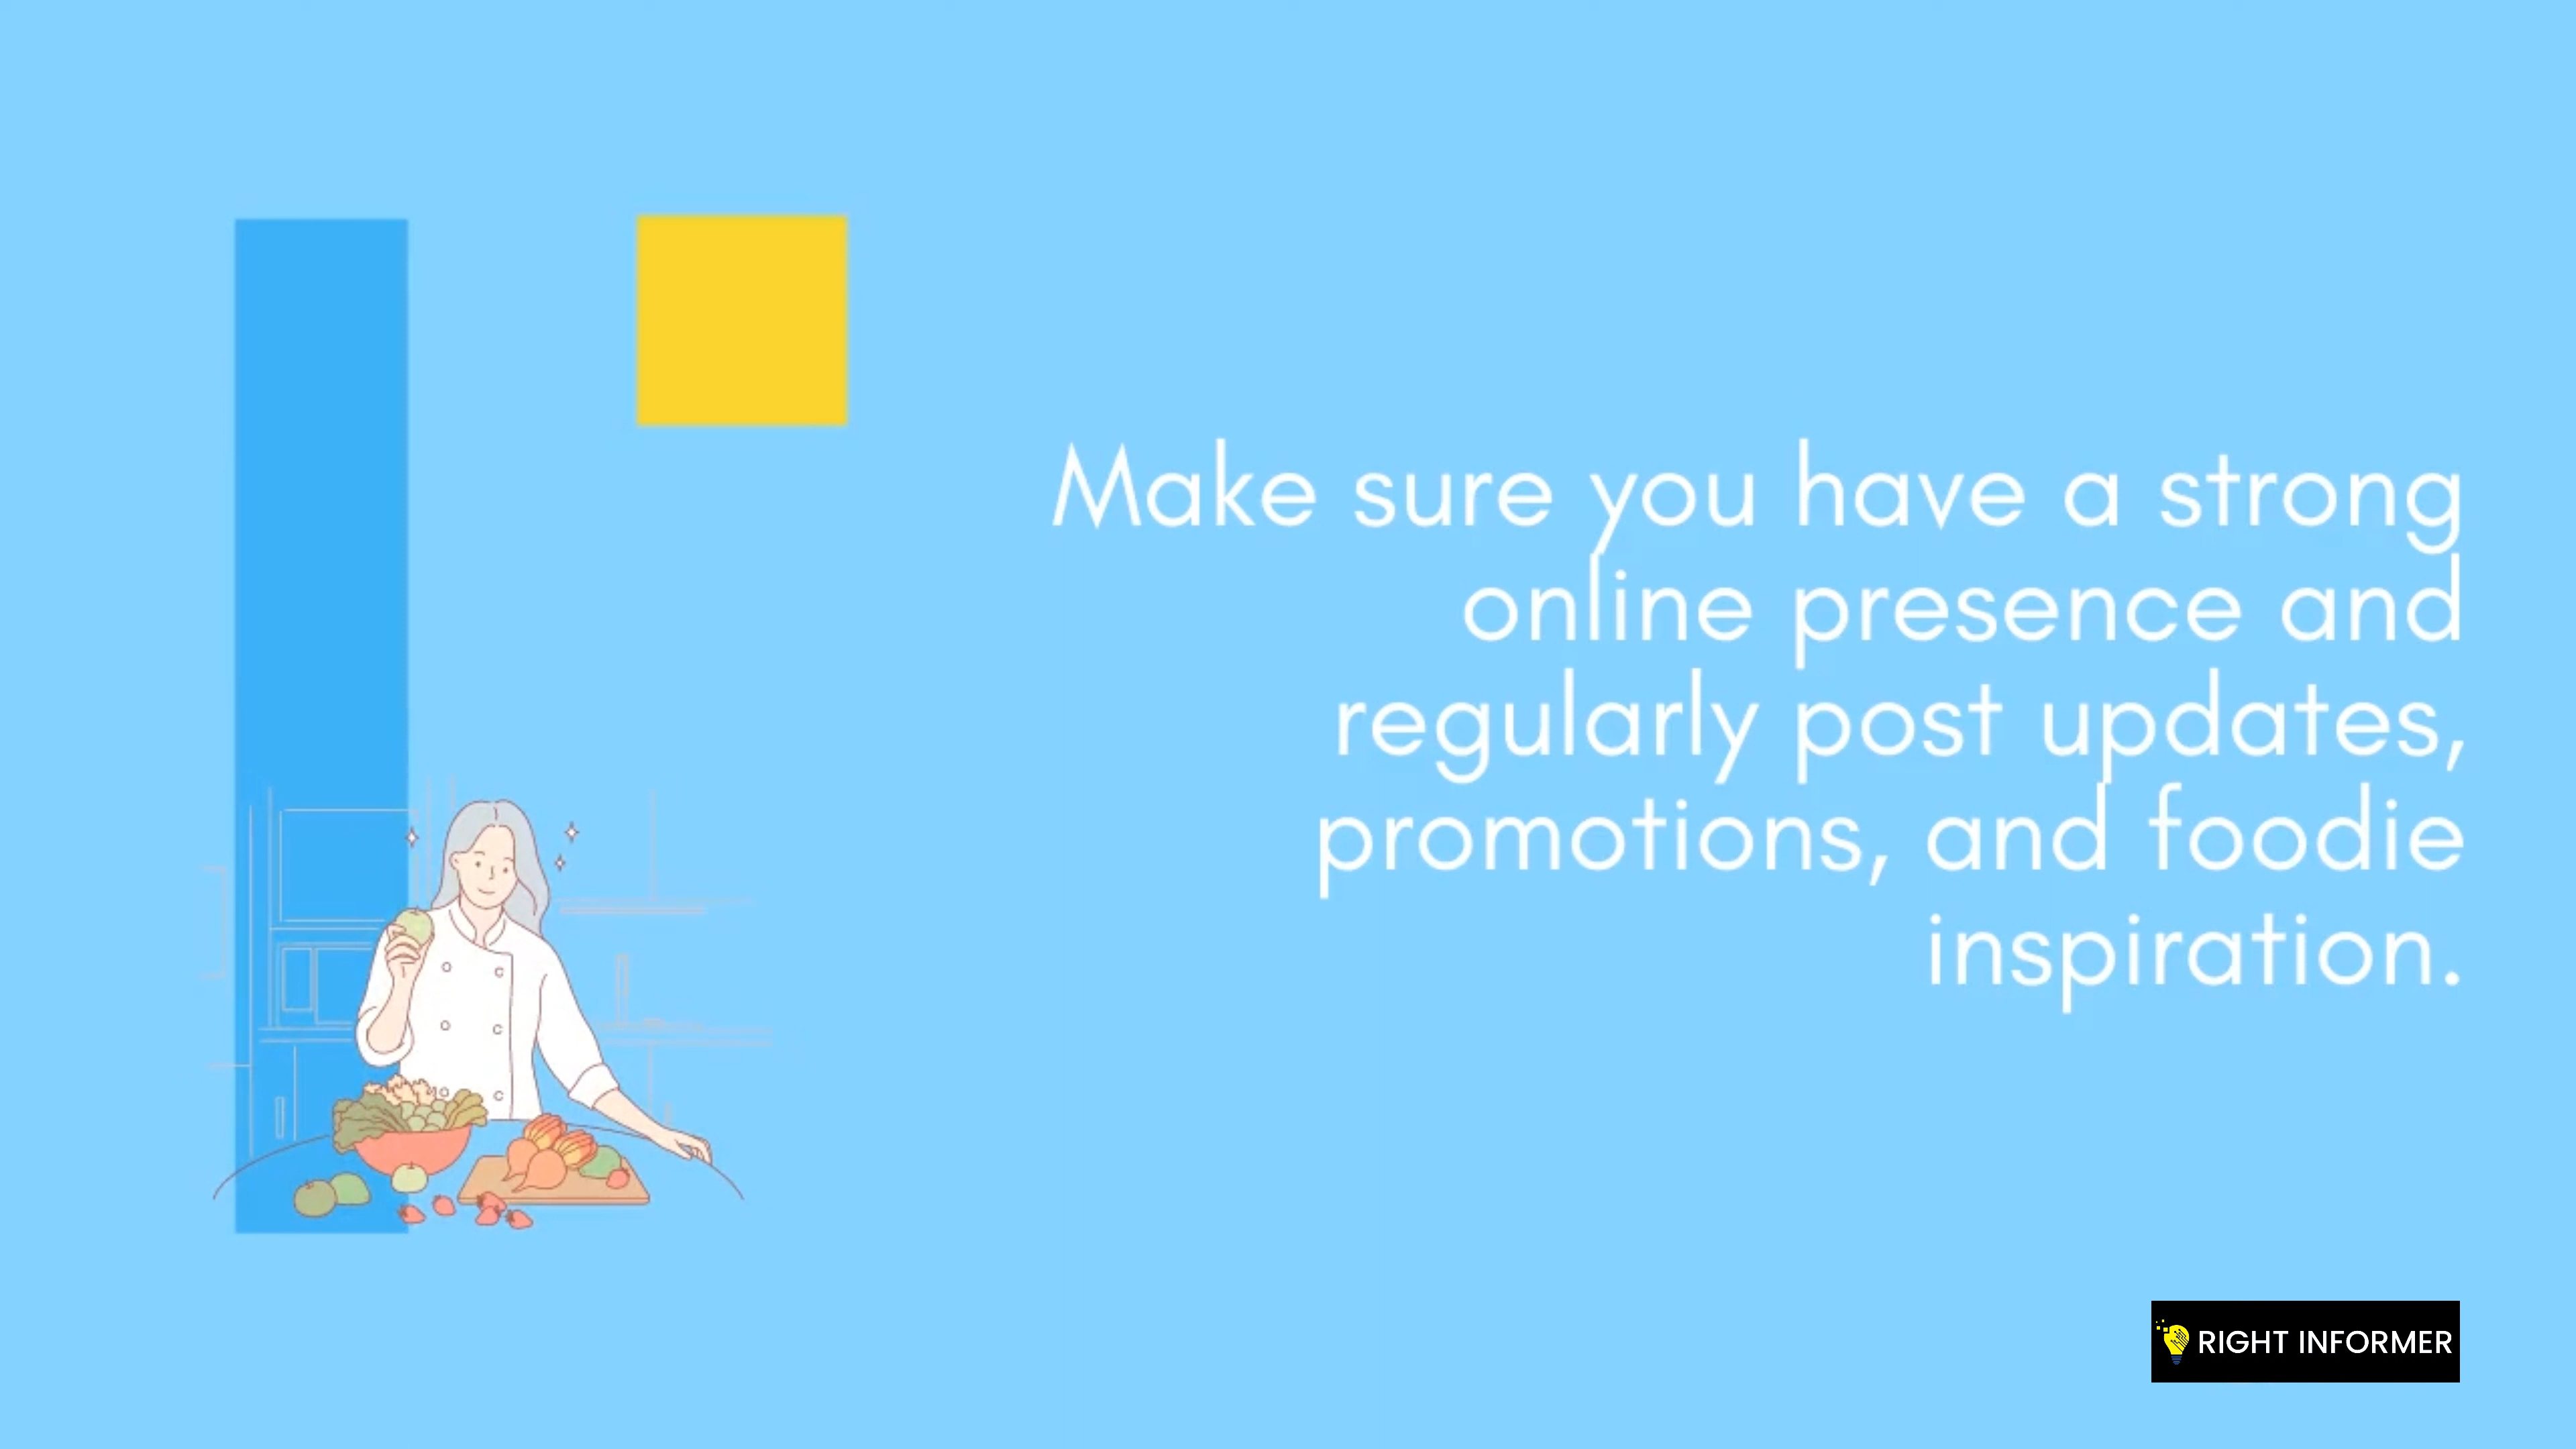 Make sure you have a strong
online presence and
regularly post updates,
promotions, and foodie
inspiration.
RIGHT INFORMER